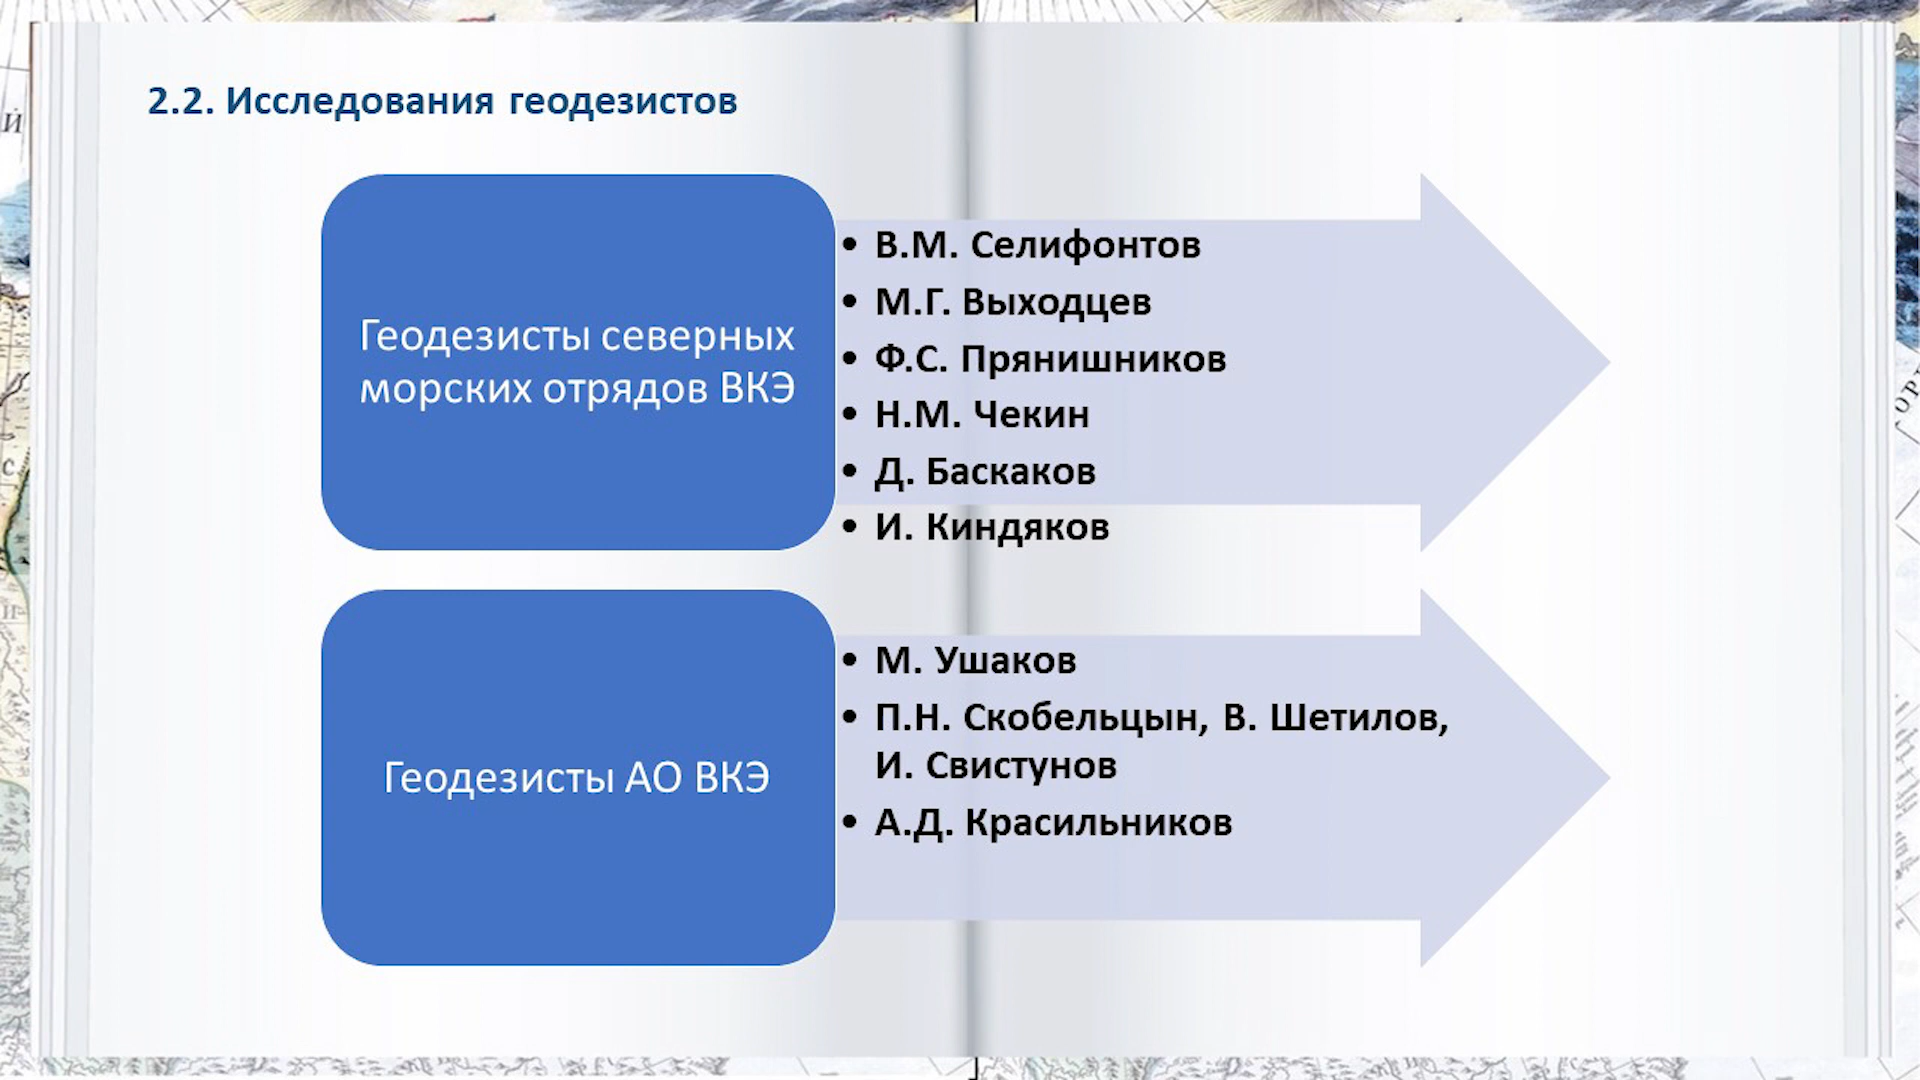 2.2. Исследования геодезистов
Геодезисты северных
морских отрядов ВКЭ
• В.М. Селифонтов
• М.Г. Выходцев
• Ф.С. Прянишников
• Н.М. Чекин
• Д. Баскаков
• И. Киндяков
Геодезисты АО ВКЭ
• М. Ушаков
• П.Н. Скобельцын, В. Шетилов,
И. Свистунов
• А.Д. Красильников